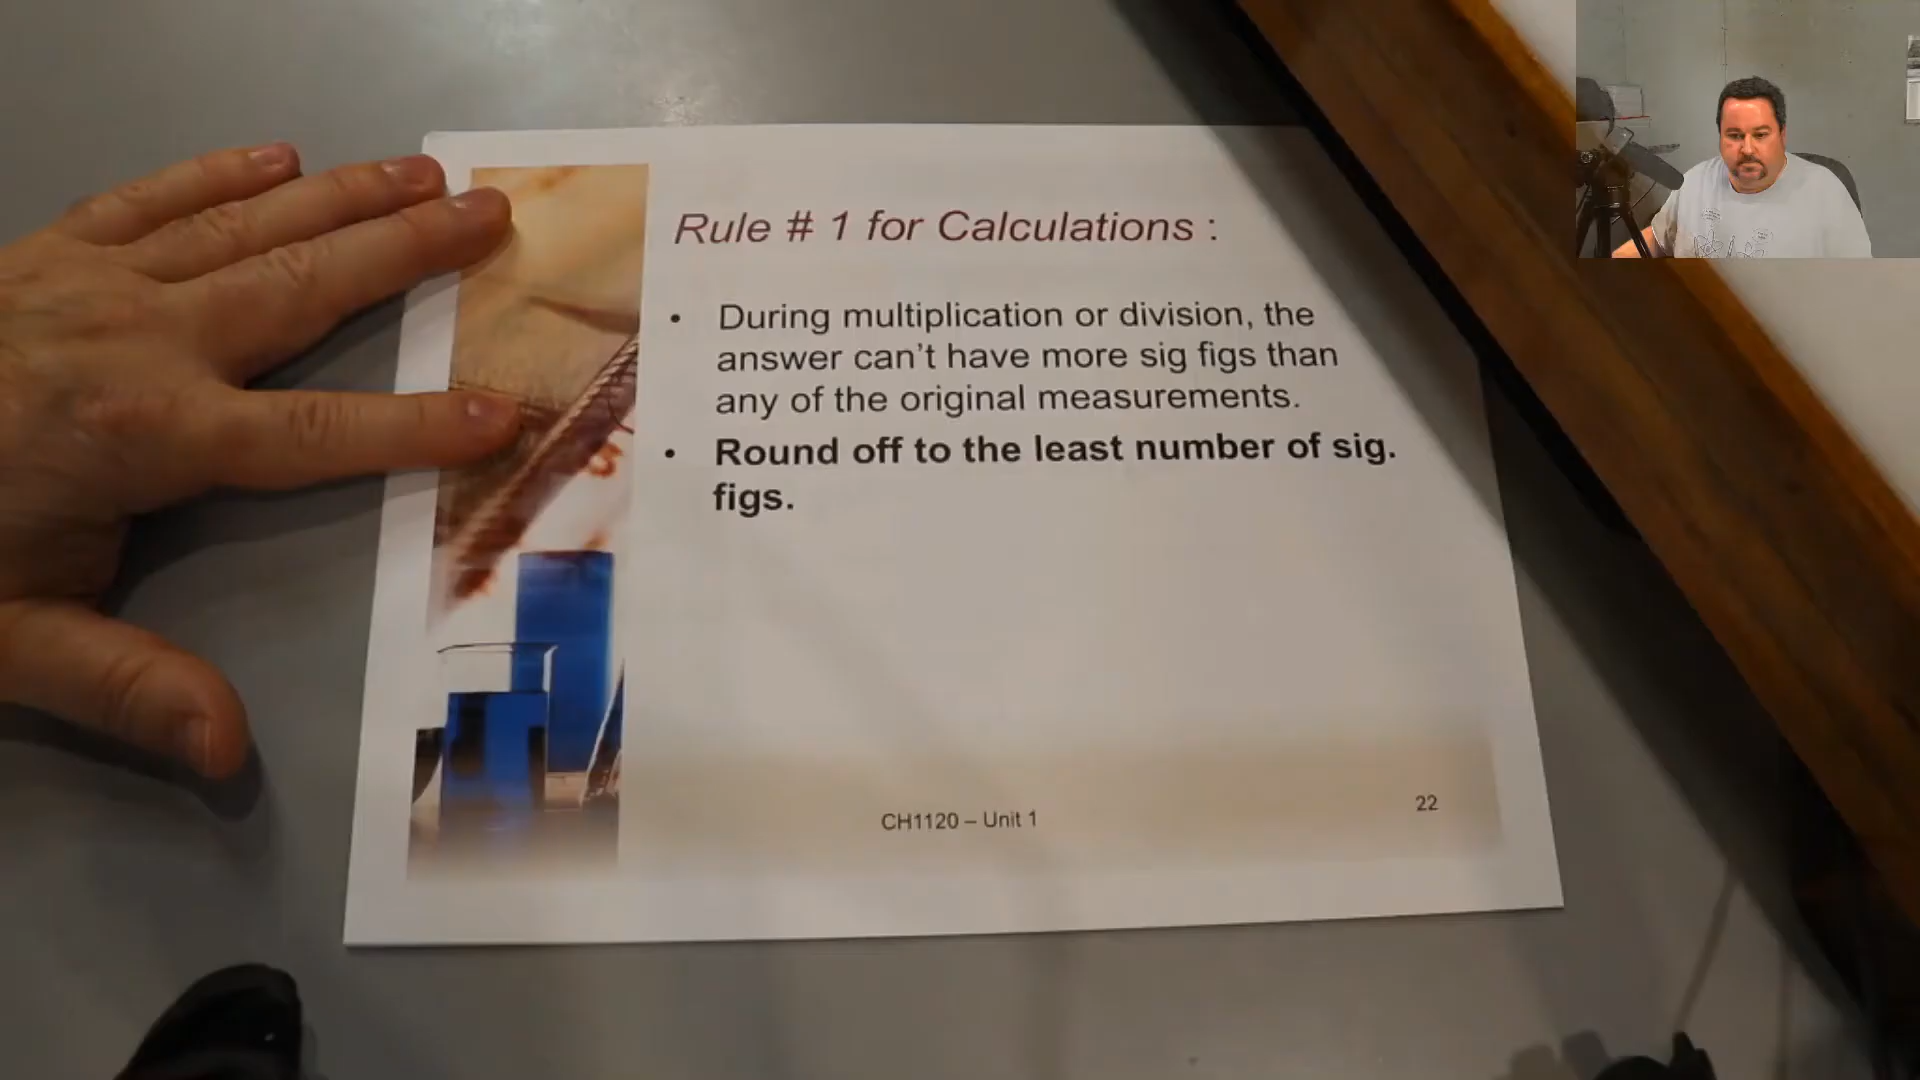 Rule # 1 for Calculations :
• During multiplication or division, the
answer can't have more sig figs than
any of the original measurements.
• Round off to the least number of sig.
figs.
CH1120 – Unit 1
22